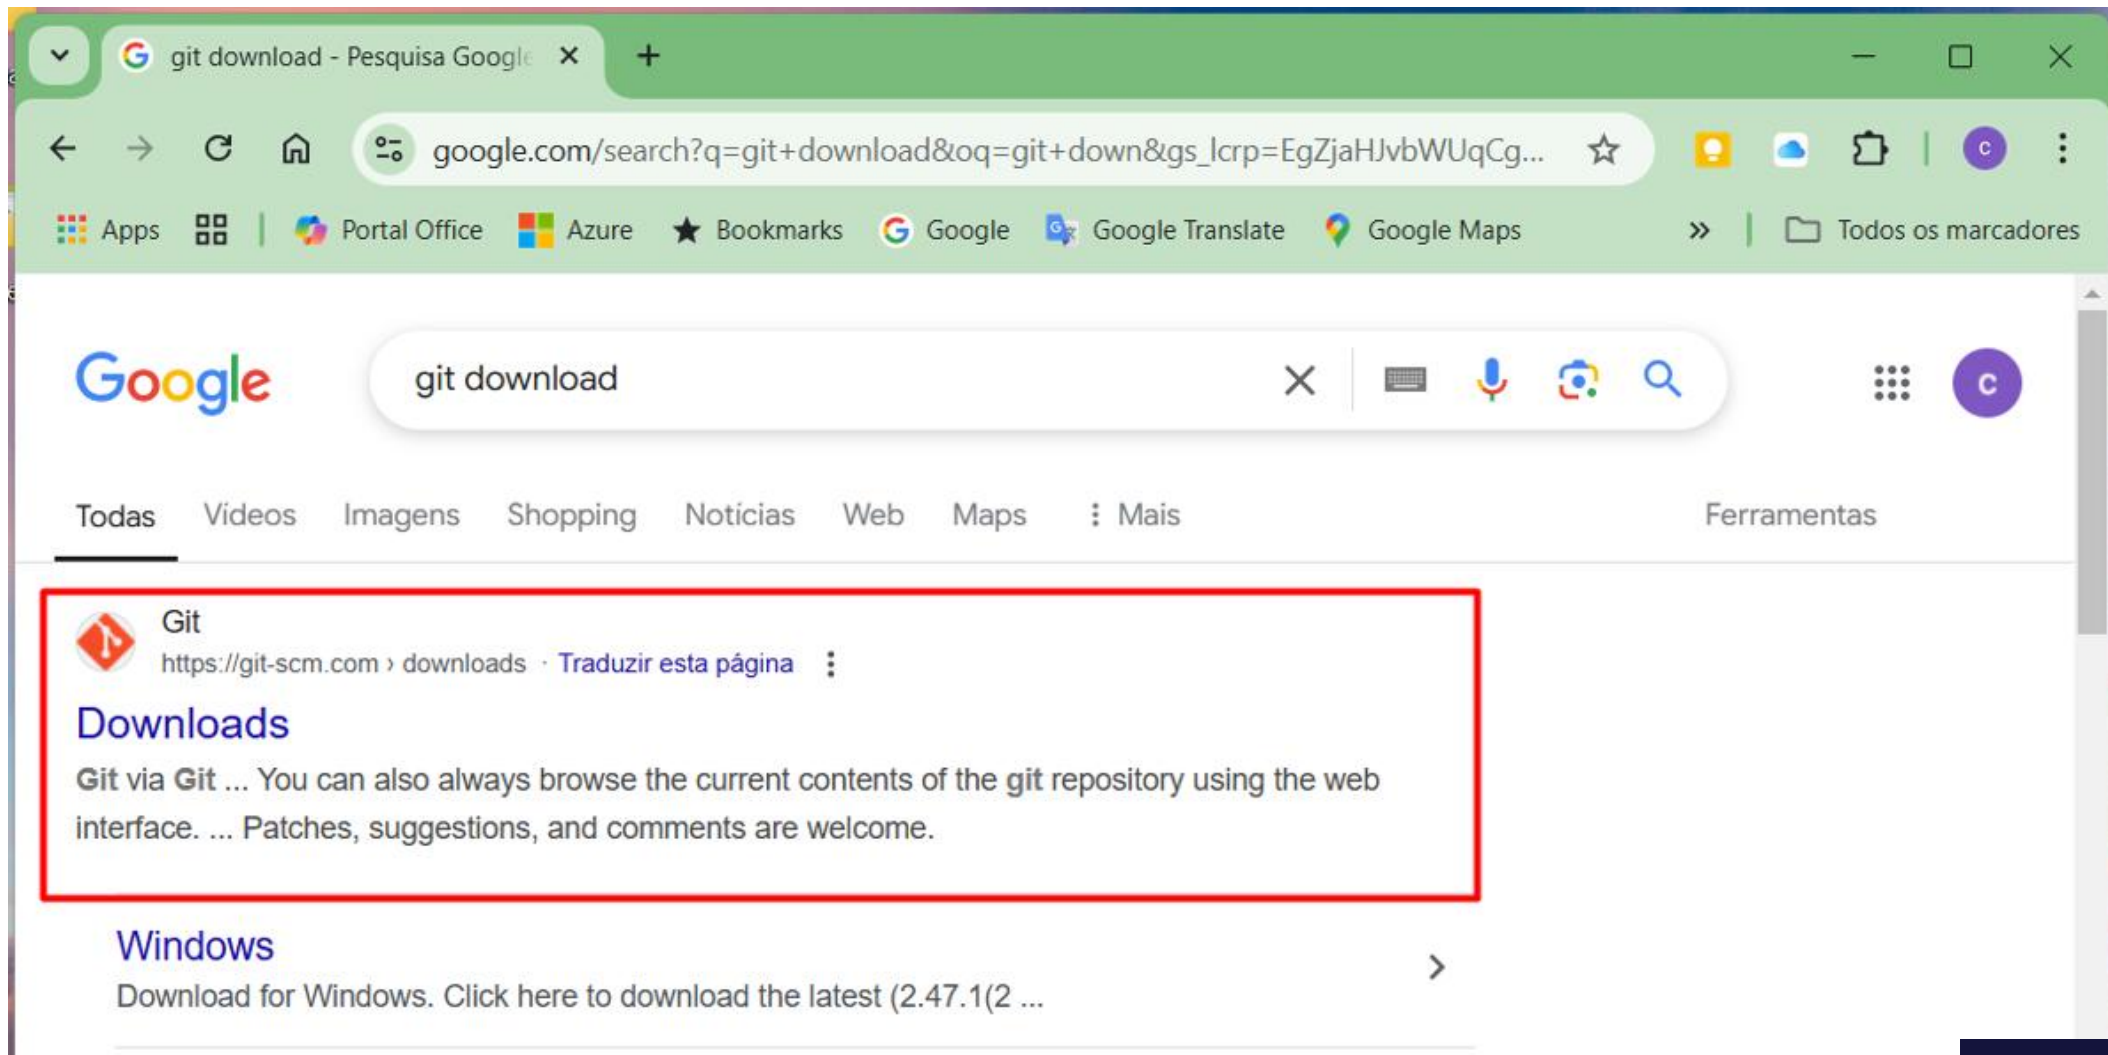 git download - Pesquisa Google
google.com/search?q=git+download&oq=git+down&gs_lcrp=EgZjaHJvbWUqCg...
C
Apps Portal Office Azure Bookmarks Google Google Translate Google Maps » Todos os marcadores
Google git download C
Todas Vídeos Imagens Shopping Notícias Web Maps Mais Ferramentas
Git
https://git-scm.com › downloads · Traduzir esta página
Downloads
Git via Git ... You can also always browse the current contents of the git repository using the web
interface. ... Patches, suggestions, and comments are welcome.
Windows
Download for Windows. Click here to download the latest (2.47.1(2 ...